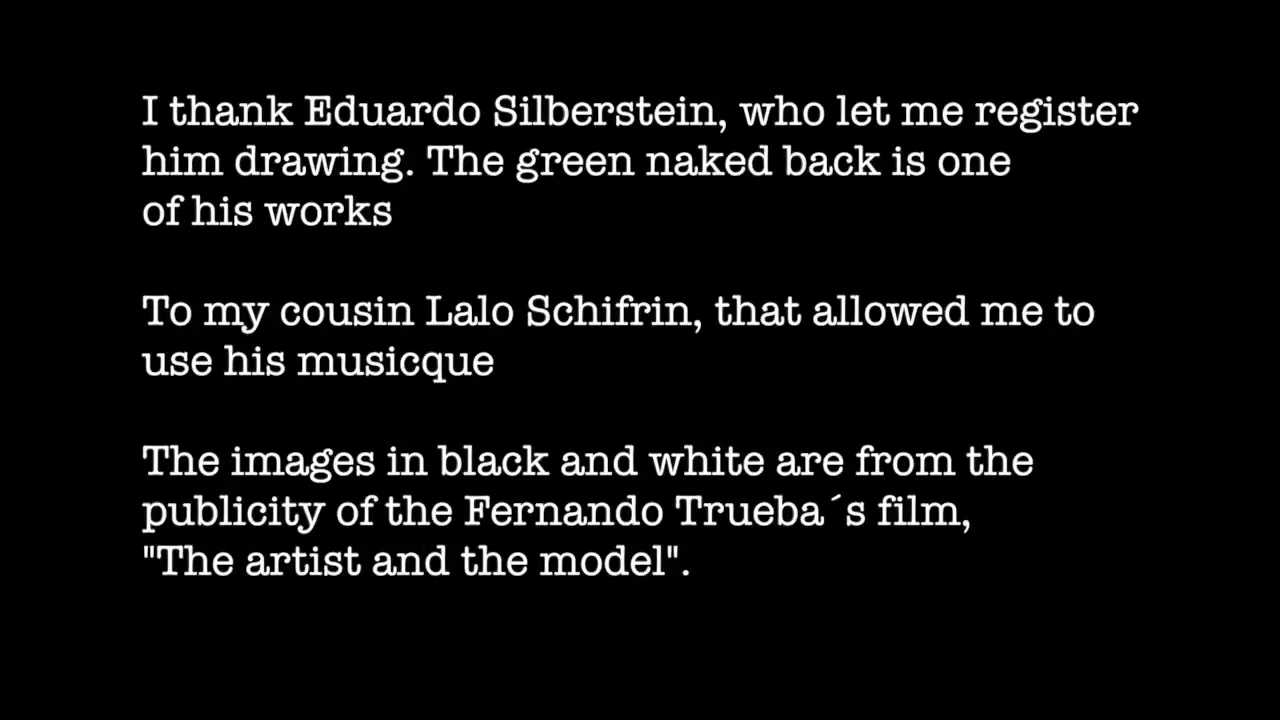 I thank Eduardo Silberstein, who let me register
him drawing. The green naked back is one
of his works
To my cousin Lalo Schifrin, that allowed me to
use his musicque
The images in black and white are from the
publicity of the Fernando Trueba´s film,
"The artist and the model".